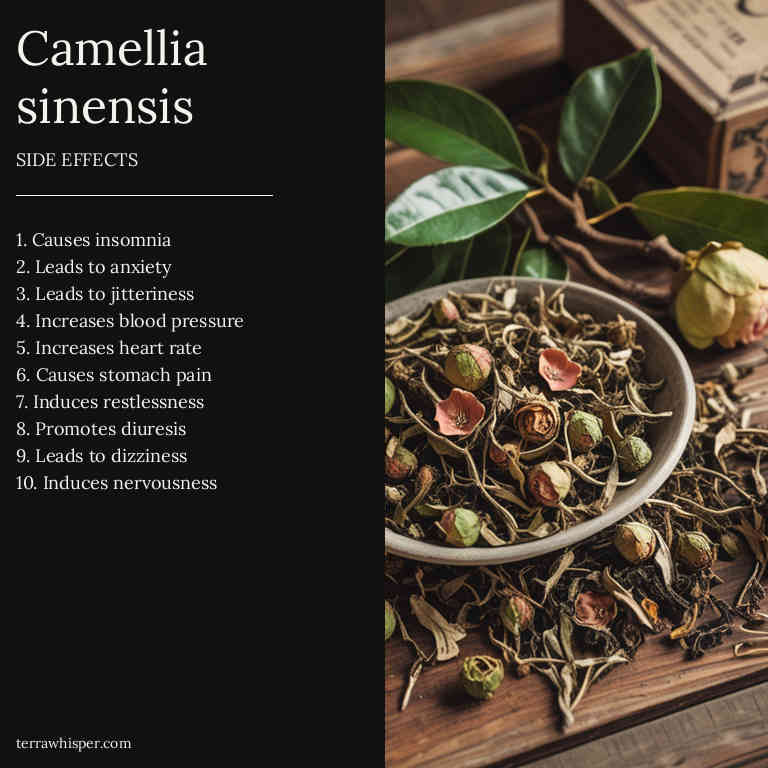 Camellia
sinensis
SIDE EFFECTS
1. Causes insomnia
2. Leads to anxiety
3. Leads to jitteriness
4. Increases blood pressure
5. Increases heart rate
6. Causes stomach pain
7. Induces restlessness
8. Promotes diuresis
9. Leads to dizziness
10. Induces nervousness
terrawhisper.com